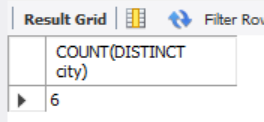 Result Grid Filter Rov
COUNT(DISTINCT
city)
6